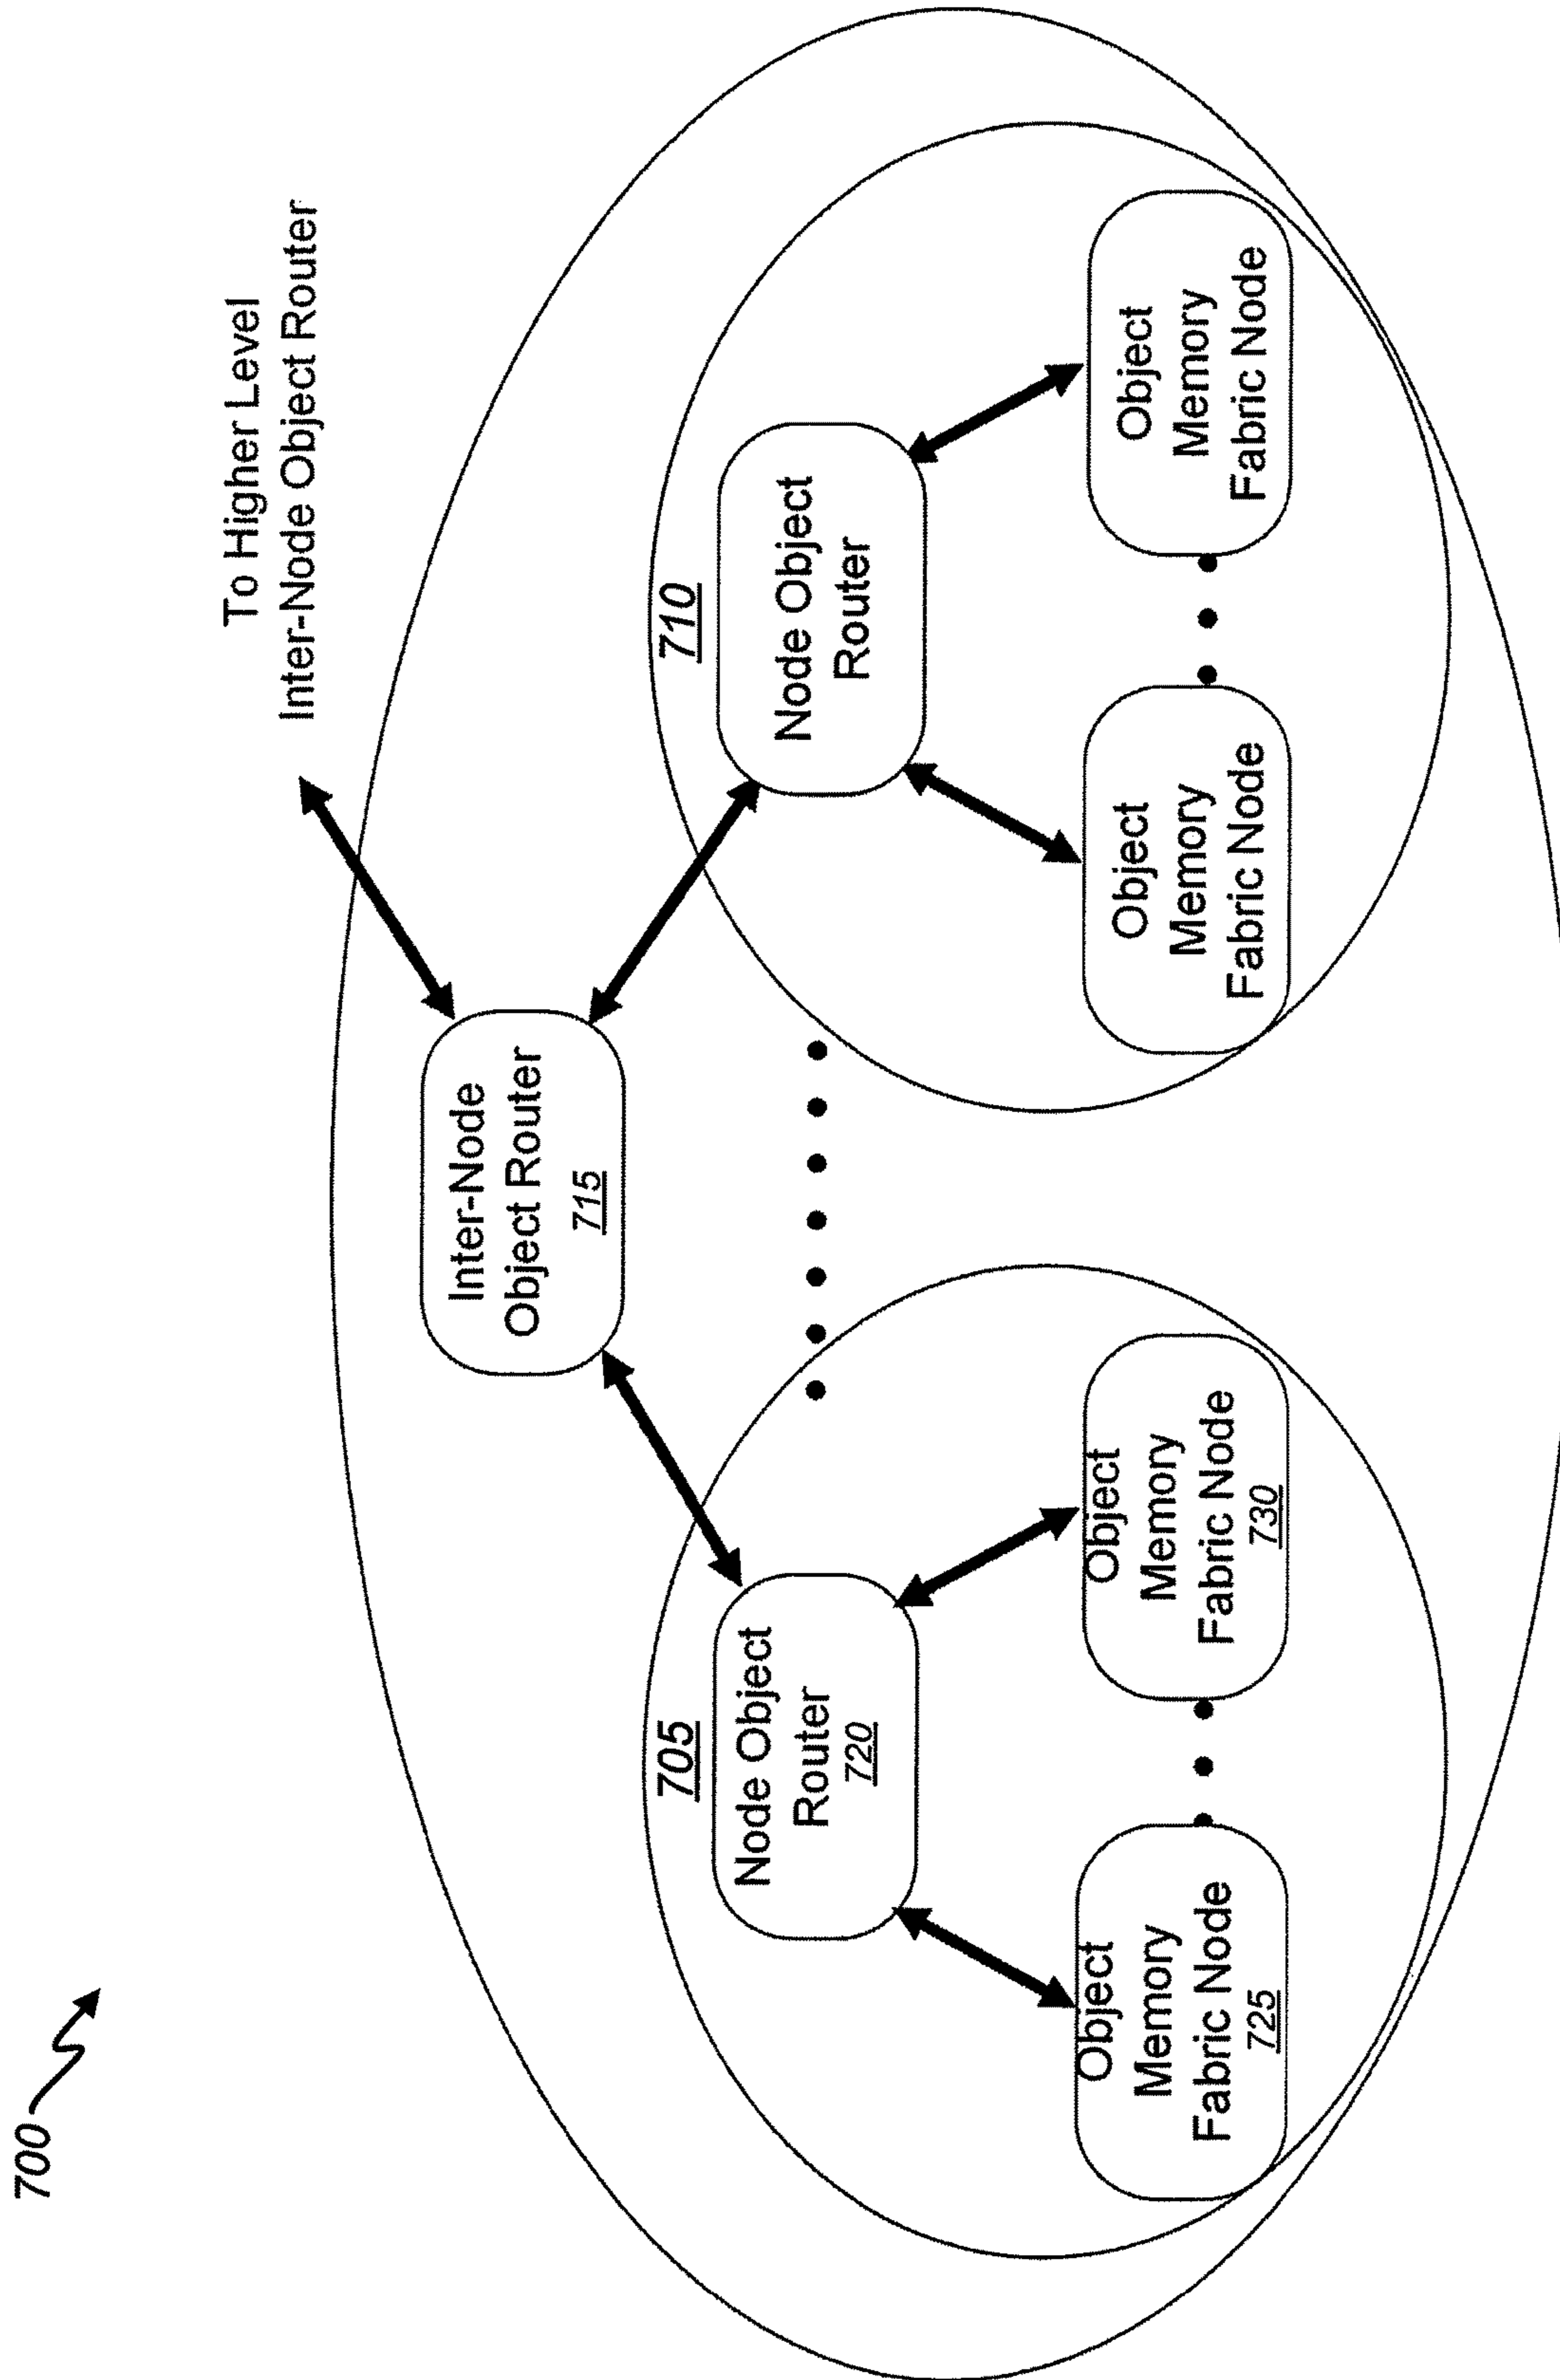 700
To Higher Level
Inter-Node Object Router
Inter-Node
Object Router
715
705
Node Object
Router
720
710
Node Object
Router
Object
Memory
Fabric Node
725
Object
Memory
Fabric Node
730
Object
Memory
Fabric Node
Object
Memory
Fabric Node